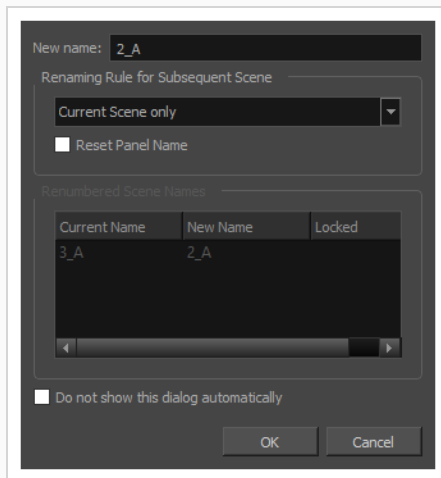 New name: 2_A
Renaming Rule for Subsequent Scene
Current Scene only
Reset Panel Name
Renumbered Scene Names
Current Name New Name Locked
3_A 2_A
Do not show this dialog automatically
OK Cancel